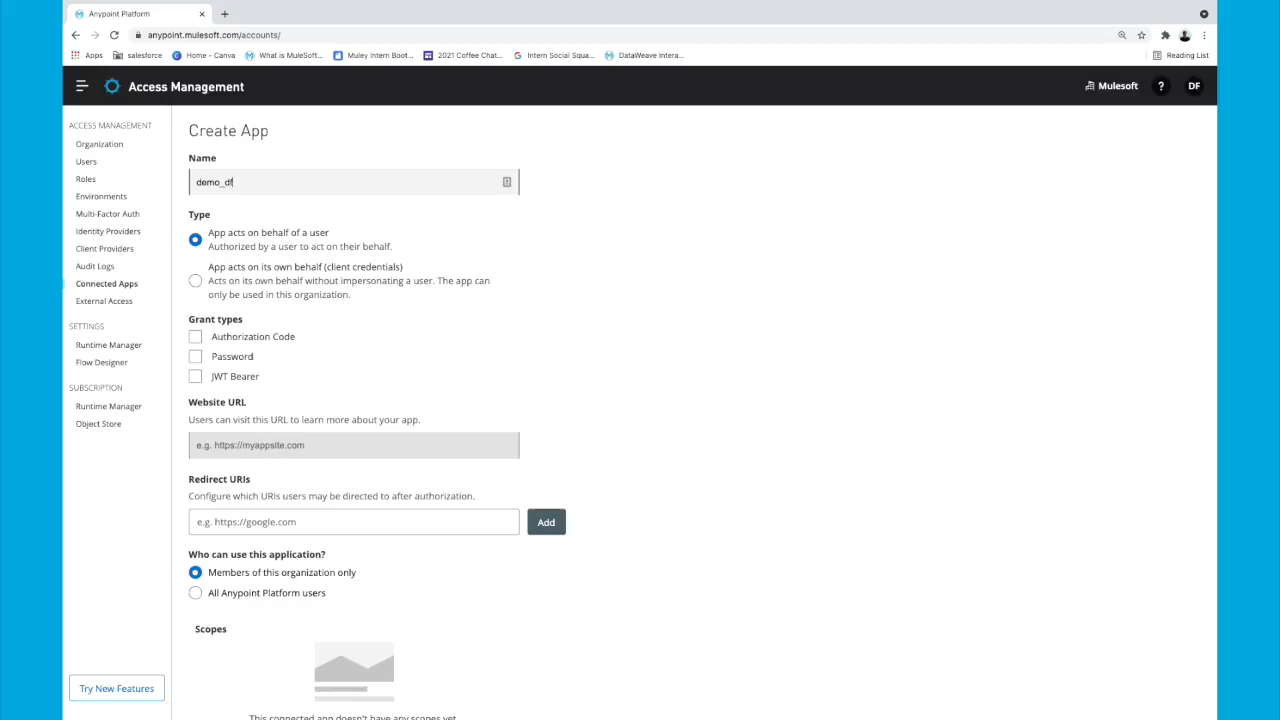 Anypoint Platform
anypoint.mulesoft.com/accounts/
Apps salesforce Home - Canva What is MuleSoft... Muley Intern Boot... 2021 Coffee Chat... Intern Social Squa... DataWeave Intera... Reading List
Access Management
Mulesoft ? DF
ACCESS MANAGEMENT
Organization
Users
Roles
Environments
Multi-Factor Auth
Identity Providers
Client Providers
Audit Logs
Connected Apps
External Access
SETTINGS
Runtime Manager
Flow Designer
SUBSCRIPTION
Runtime Manager
Object Store
Try New Features
Create App
Name
demo_df
Type
App acts on behalf of a user
Authorized by a user to act on their behalf.
App acts on its own behalf (client credentials)
Acts on its own behalf without impersonating a user. The app can
only be used in this organization.
Grant types
Authorization Code
Password
JWT Bearer
Website URL
Users can visit this URL to learn more about your app.
e.g. https://myappsite.com
Redirect URIs
Configure which URIs users may be directed to after authorization.
e.g. https://google.com
Add
Who can use this application?
Members of this organization only
All Anypoint Platform users
Scopes
This connected app doesn't have any scopes yet